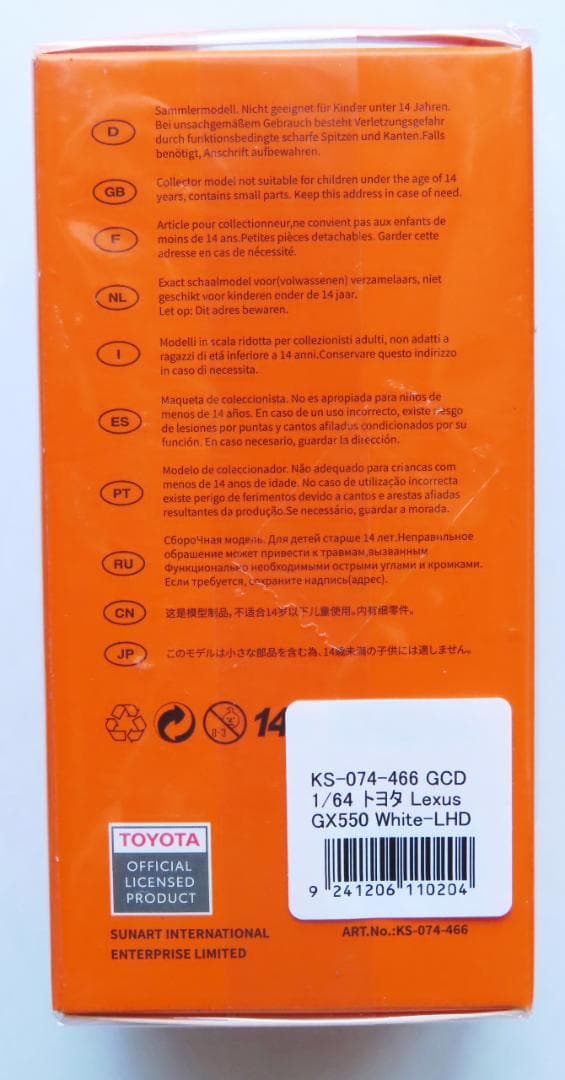 D
Sammlermodell. Nicht geeignet für Kinder unter 14 Jahren.
Bei unsachgemäßem Gebrauch besteht Verletzungsgefahr
durch funktionsbedingte scharfe Spitzen und Kanten.Falls
benötigt, Anschrift aufbewahren.
GB
Collector model not suitable for children under the age of 14
years, contains small parts. Keep this address in case of need.
F
Article pour collectionneur,ne convient pas aux enfants de
moins de 14 ans.Petites pièces detachables. Garder cette
adresse en cas de nécessité.
NL
Exact schaalmodel voor(volwassenen) verzamelaars, niet
geschikt voor kinderen onder de 14 jaar.
Let op: Dit adres bewaren.
I
Modelli in scala ridotta per collezionisti adulti, non adatti a
ragazzi di etá inferiore a 14 anni.Conservare questo indirizzo
in caso di necessita.
ES
Maqueta de coleccionista. No es apropiada para niños de
menos de 14 años. En caso de un uso incorrecto, existe riesgo
de lesiones por puntas y cantos afilados condicionados por su
función. En caso necesario, guardar la dirección.
PT
Modelo de coleccionador. Não adequado para criancas com
menos de 14 anos de idade. No caso de utilização incorrecta
existe perigo de ferimentos devido a cantos e arestas afiadas
resultantes da produção.Se necessário, guardar a morada.
RU
СбороЧная модель. Для детей старше 14 лет.Неправильное
обращение может привести к травмам,вызванным
Функционально необходимыми острыми углами и кромками.
Если требуется, сохраните надпись(адрес).
CN
这是模型制品,不适合14岁以下儿童使用。内有细零件。
JP
このモデルは小さな部品を含む為、14歳未満の子供には適しません。
0-3
14
KS-074-466 GCD
1/64 トヨタ Lexus
GX550 White-LHD
9 241206 110204
TOYOTA
OFFICIAL
LICENSED
PRODUCT
SUNART INTERNATIONAL
ENTERPRISE LIMITED
ART.No.:KS-074-466